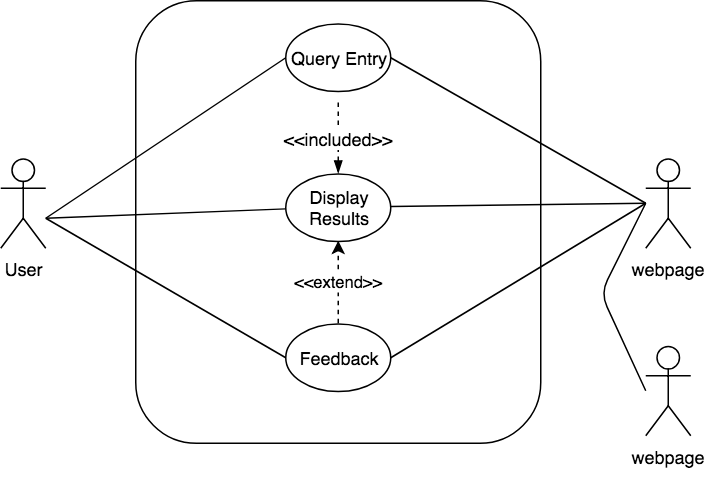 Query Entry
<<included>>
Display
Results
User
webpage
<<extend>>
Feedback
webpage